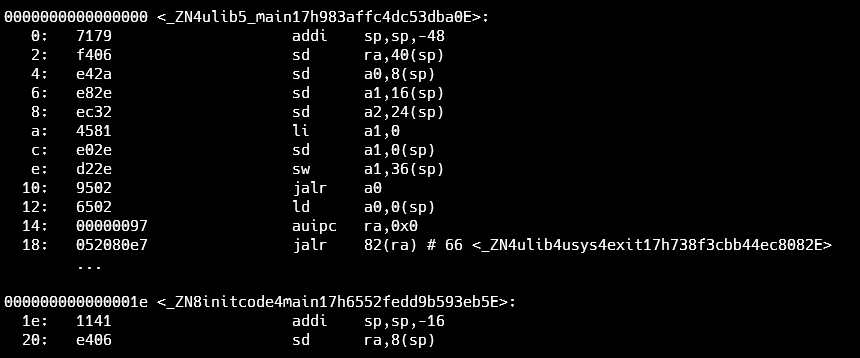 0000000000000000 <_ZN4ulib5_main17h983affc4dc53dba0E>:
0: 7179 addi sp,sp,-48
2: f406 sd ra,40(sp)
4: e42a sd a0,8(sp)
6: e82e sd a1,16(sp)
8: ec32 sd a2,24(sp)
a: 4581 li a1,0
c: e02e sd a1,0(sp)
e: d22e sw a1,36(sp)
10: 9502 jalr a0
12: 6502 ld a0,0(sp)
14: 00000097 auipc ra,0x0
18: 052080e7 jalr 82(ra) # 66 <_ZN4ulib4usys4exit17h738f3cbb44ec8082E>
...
000000000000001e <_ZN8initcode4main17h6552fedd9b593eb5E>:
1e: 1141 addi sp,sp,-16
20: e406 sd ra,8(sp)